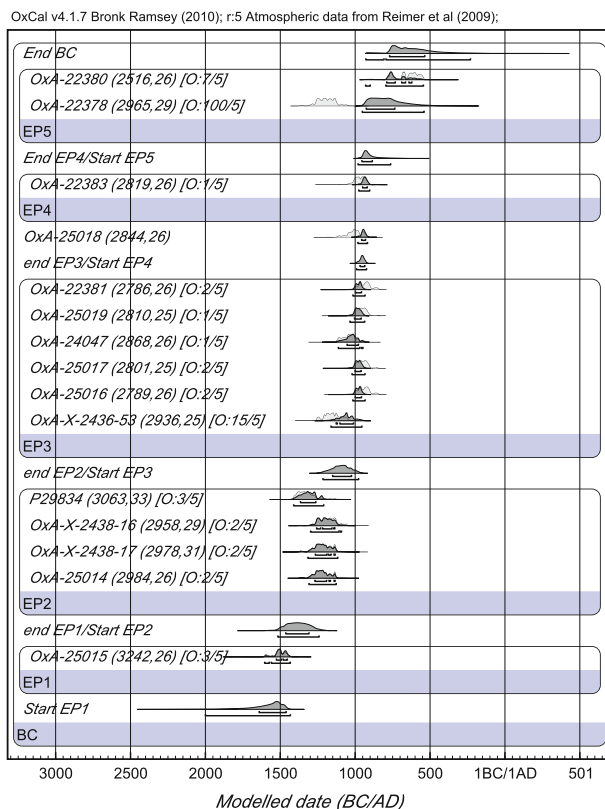 OxCal v4.1.7 Bronk Ramsey (2010); r:5 Atmospheric data from Reimer et al (2009);
End BC
OxA-22380 (2516,26) [O:7/5]
OxA-22378 (2965,29) [O:100/5]
EP5
End EP4/Start EP5
OxA-22383 (2819,26) [O:1/5]
EP4
OxA-25018 (2844,26)
end EP3/Start EP4
OxA-22381 (2786,26) [O:2/5]
OxA-25019 (2810,25) [O:1/5]
OxA-24047 (2868,26) [O:1/5]
OxA-25017 (2801,25) [O:2/5]
OxA-25016 (2789,26) [O:2/5]
OxA-X-2436-53 (2936,25) [O:15/5]
EP3
end EP2/Start EP3
P29834 (3063,33) [O:3/5]
OxA-X-2438-16 (2958,29) [O:2/5]
OxA-X-2438-17 (2978,31) [O:2/5]
OxA-25014 (2984,26) [O:2/5]
EP2
end EP1/Start EP2
OxA-25015 (3242,26) [O:3/5]
EP1
Start EP1
BC
3000 2500 2000 1500 1000 500 1BC/1AD 501
Modelled date (BC/AD)